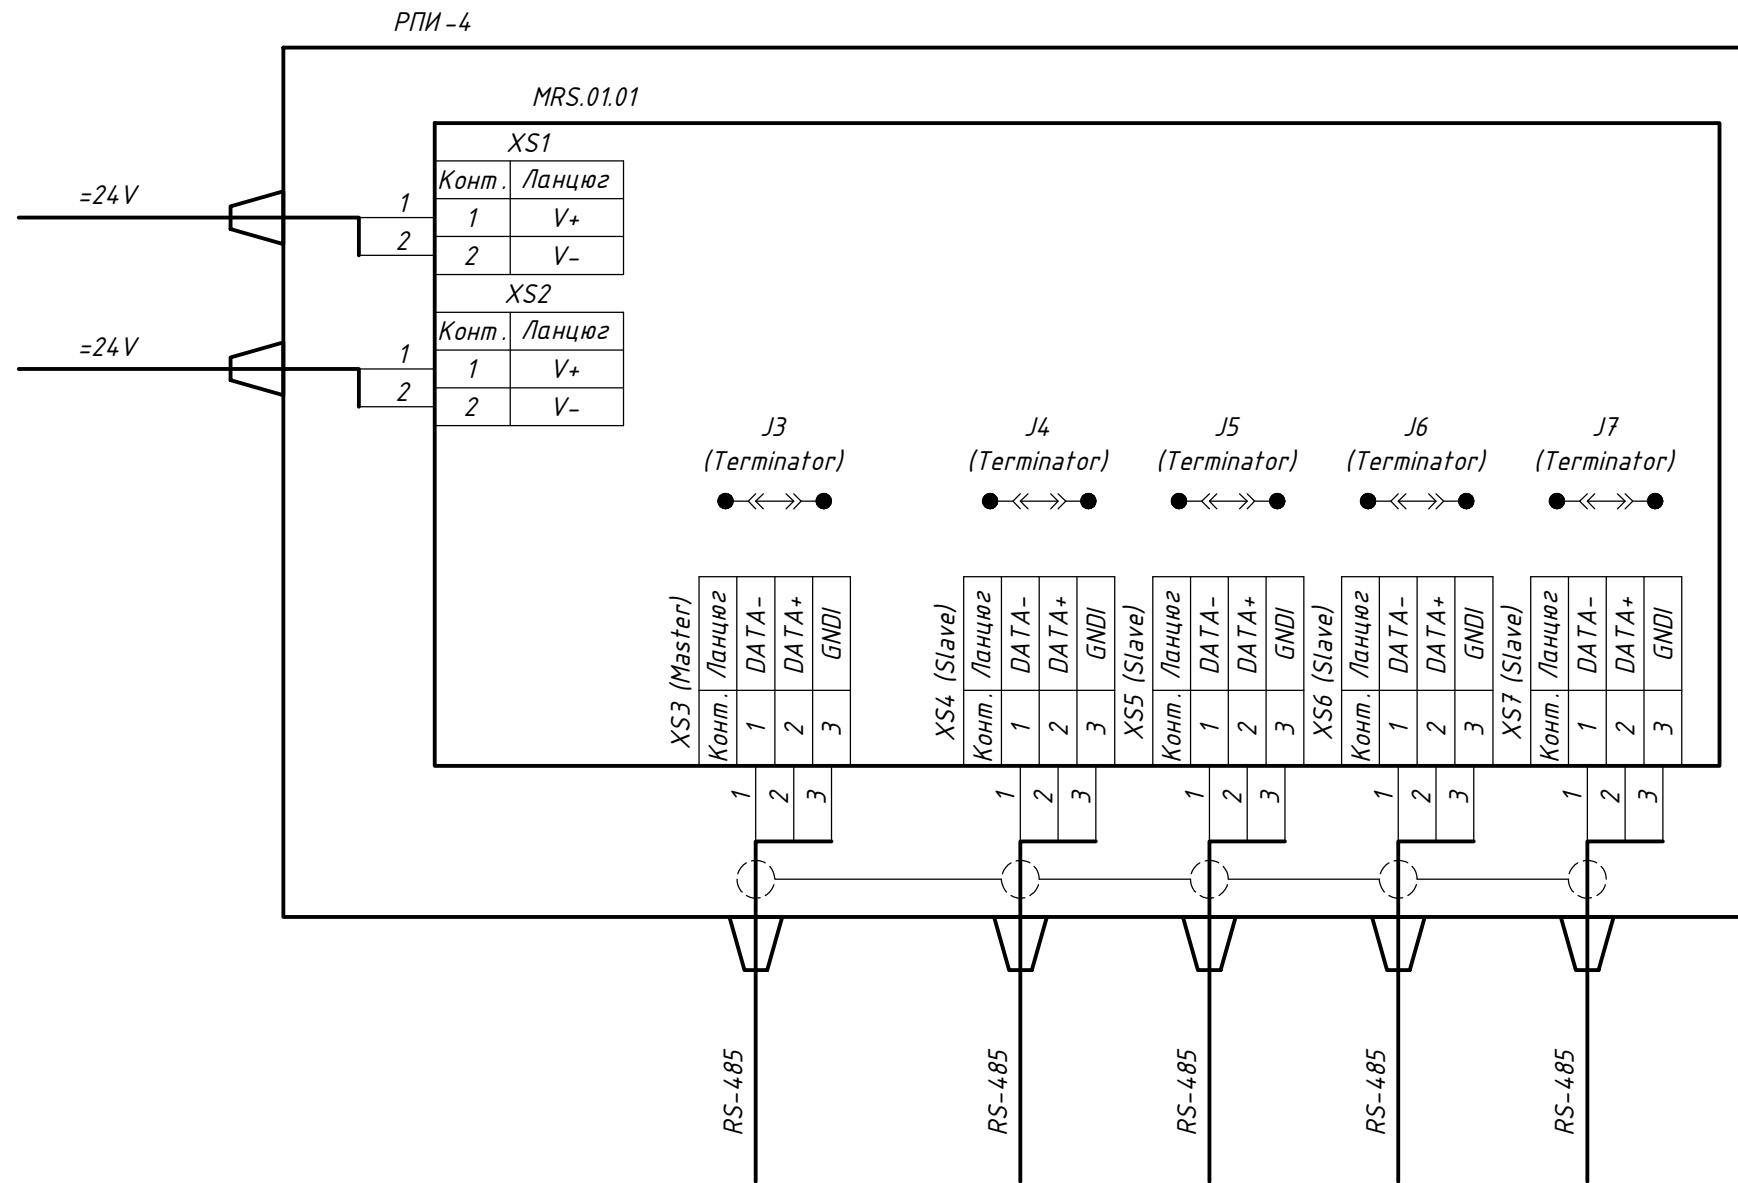 РПИ-4
MRS.01.01
XS1
Конт. Ланцюг
=24V
1
1 V+
2
2 V-
XS2
Конт. Ланцюг
=24V
1
1 V+
2
2 V-
J3 J4 J5 J6 J7
(Terminator) (Terminator) (Terminator) (Terminator) (Terminator)
XS3 (Master)
Конт. Ланцюг
1 DATA-
2 DATA+
3 GNDI
XS4 (Slave)
Конт. Ланцюг
1 DATA-
2 DATA+
3 GNDI
XS5 (Slave)
Конт. Ланцюг
1 DATA-
2 DATA+
3 GNDI
XS6 (Slave)
Конт. Ланцюг
1 DATA-
2 DATA+
3 GNDI
XS7 (Slave)
Конт. Ланцюг
1 DATA-
2 DATA+
3 GNDI
1 2 3 1 2 3 1 2 3 1 2 3 1 2 3
RS-485 RS-485 RS-485 RS-485 RS-485